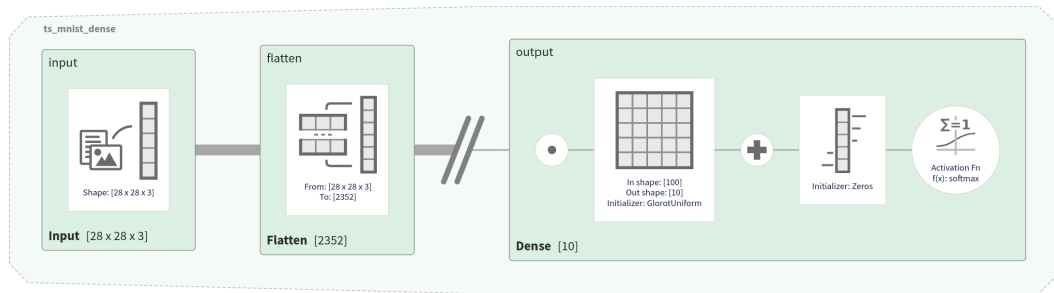 ts_mnist_dense
input
Shape: [28 x 28 x 3]
Input [28 x 28 x 3]
flatten
From: [28 x 28 x 3]
To: [2352]
Flatten [2352]
output
In shape: [100]
Out shape: [10]
Initializer: GlorotUniform
Initializer: Zeros
Σ=1
Activation Fn
f(x): softmax
Dense [10]